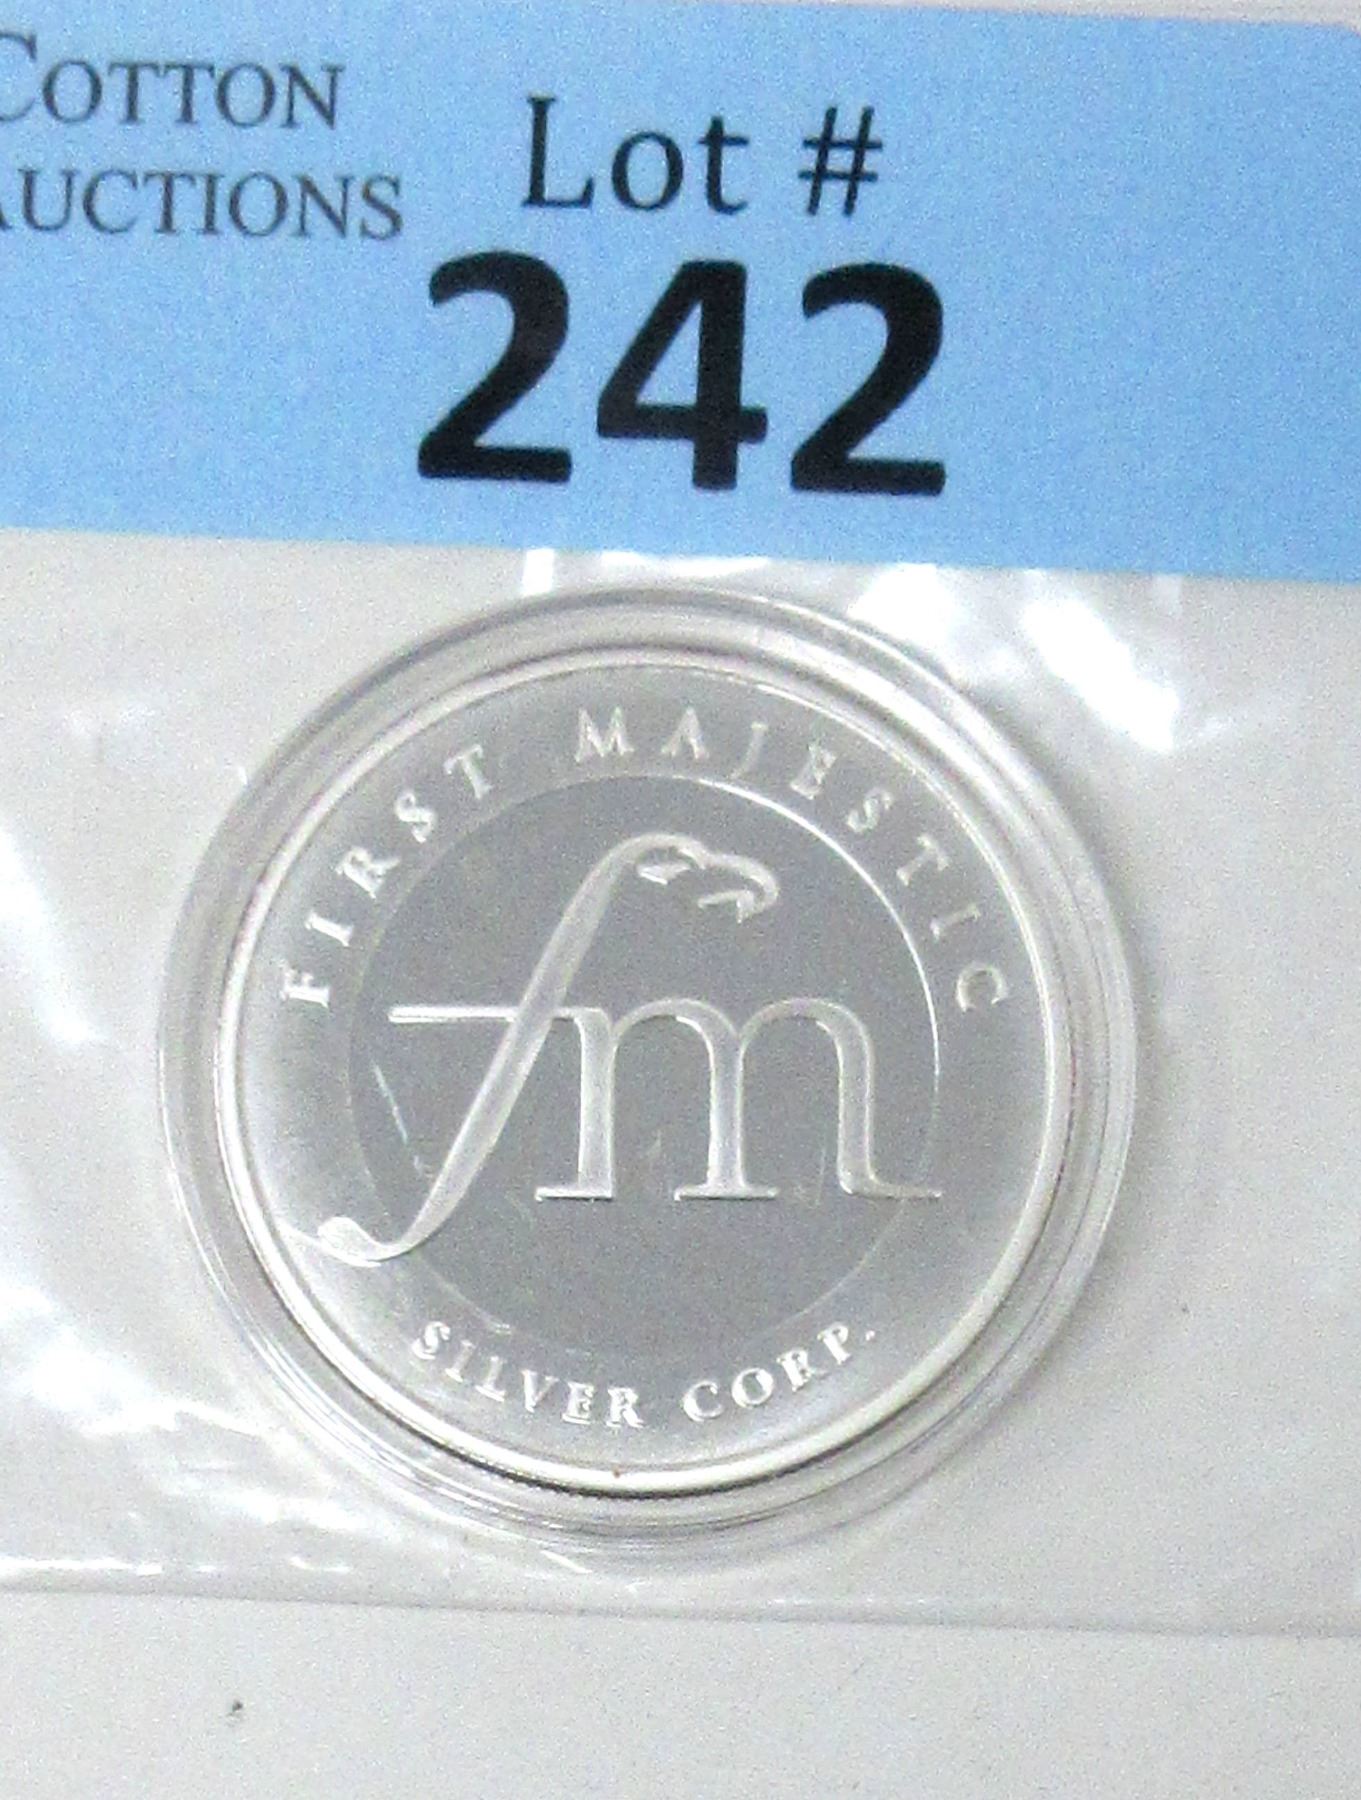 COTTON
AUCTIONS
Lot #
242
FIRST MAJESTIC
fm
SILVER CORP.